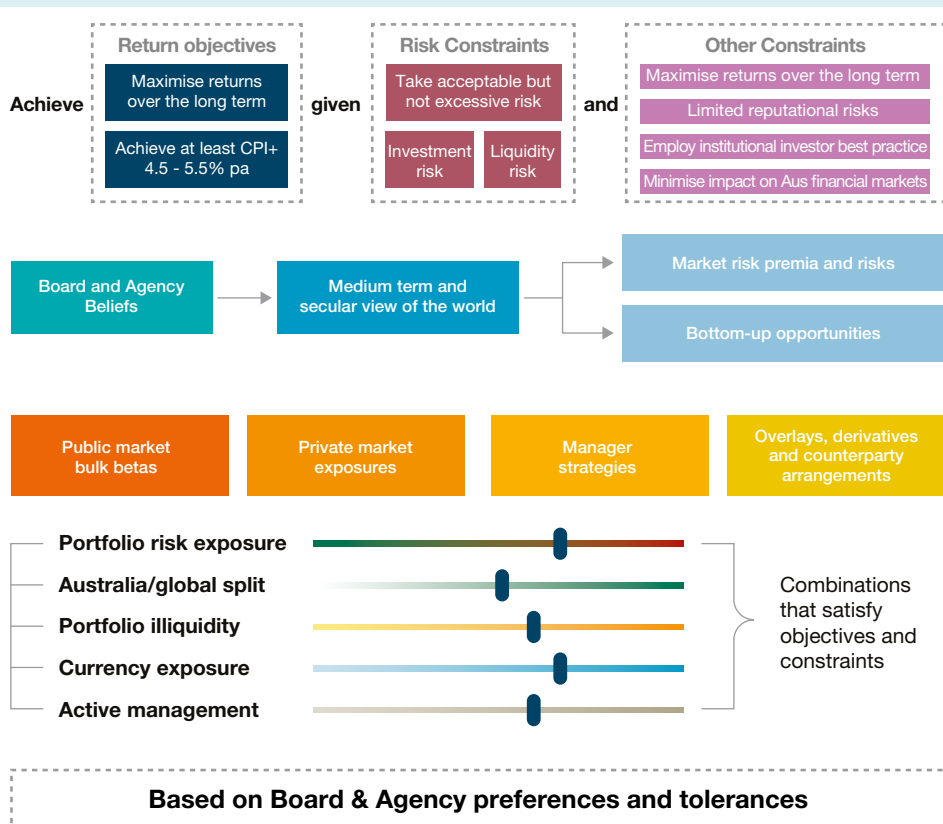 Return objectives
Risk Constraints
Other Constraints
Achieve
Maximise returns
over the long term
Achieve at least CPI+
4.5 - 5.5% pa
given
Take acceptable but
not excessive risk
Investment
risk
Liquidity
risk
and
Maximise returns over the long term
Limited reputational risks
Employ institutional investor best practice
Minimise impact on Aus financial markets
Board and Agency
Beliefs
Medium term and
secular view of the world
Market risk premia and risks
Bottom-up opportunities
Public market
bulk betas
Private market
exposures
Manager
strategies
Overlays, derivatives
and counterparty
arrangements
Portfolio risk exposure
Australia/global split
Portfolio illiquidity
Currency exposure
Active management
Combinations
that satisfy
objectives and
constraints
Based on Board & Agency preferences and tolerances